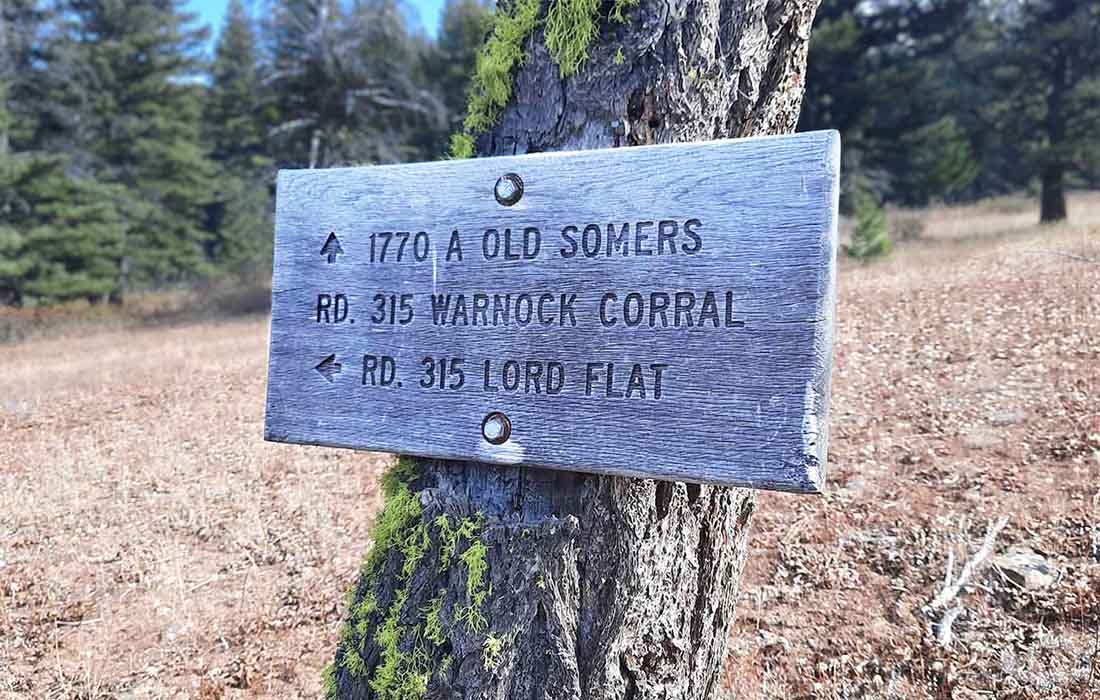 ↑ 1770 A OLD SOMERS
RD. 315 WARNOCK CORRAL
← RD. 315 LORD FLAT